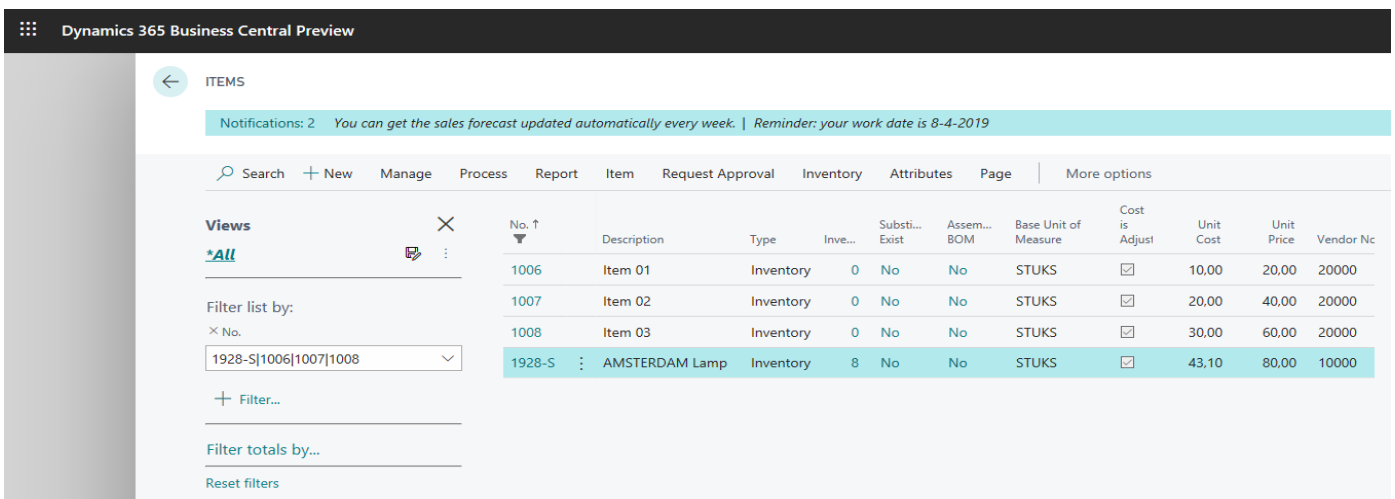 Dynamics 365 Business Central Preview
ITEMS
Notifications: 2 You can get the sales forecast updated automatically every week. | Reminder: your work date is 8-4-2019
Search + New Manage Process Report Item Request Approval Inventory Attributes Page More options
Views
*All
Filter list by:
× No.
1928-S|1006|1007|1008
+ Filter...
Filter totals by...
Reset filters
No. ↑ Description Type Inve... Substi... Exist Assem... BOM Base Unit of Measure Cost is Adjust Unit Cost Unit Price Vendor No
1006 Item 01 Inventory 0 No No STUKS 10,00 20,00 20000
1007 Item 02 Inventory 0 No No STUKS 20,00 40,00 20000
1008 Item 03 Inventory 0 No No STUKS 30,00 60,00 20000
1928-S AMSTERDAM Lamp Inventory 8 No No STUKS 43,10 80,00 10000